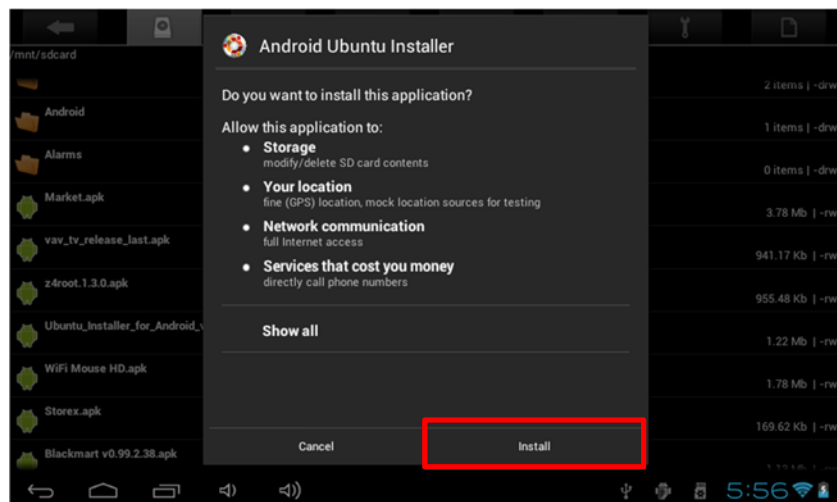 /mnt/sdcard
Android Ubuntu Installer
Do you want to install this application?
Allow this application to:
Storage
modify/delete SD card contents
Your location
fine (GPS) location, mock location sources for testing
Network communication
full Internet access
Services that cost you money
directly call phone numbers
Show all
Cancel
Install
2 items | -drw
Android
1 items | -drw
Alarms
0 items | -drw
Market.apk
3.78 Mb | -rw
vav_tv_release_last.apk
941.17 Kb | -rw
z4root.1.3.0.apk
955.48 Kb | -rw
Ubuntu_Installer_for_Android_v
1.22 Mb | -rw
WiFi Mouse HD.apk
1.78 Mb | -rw
Storex.apk
169.62 Kb | -rw
Blackmart v0.99.2.38.apk
5:56